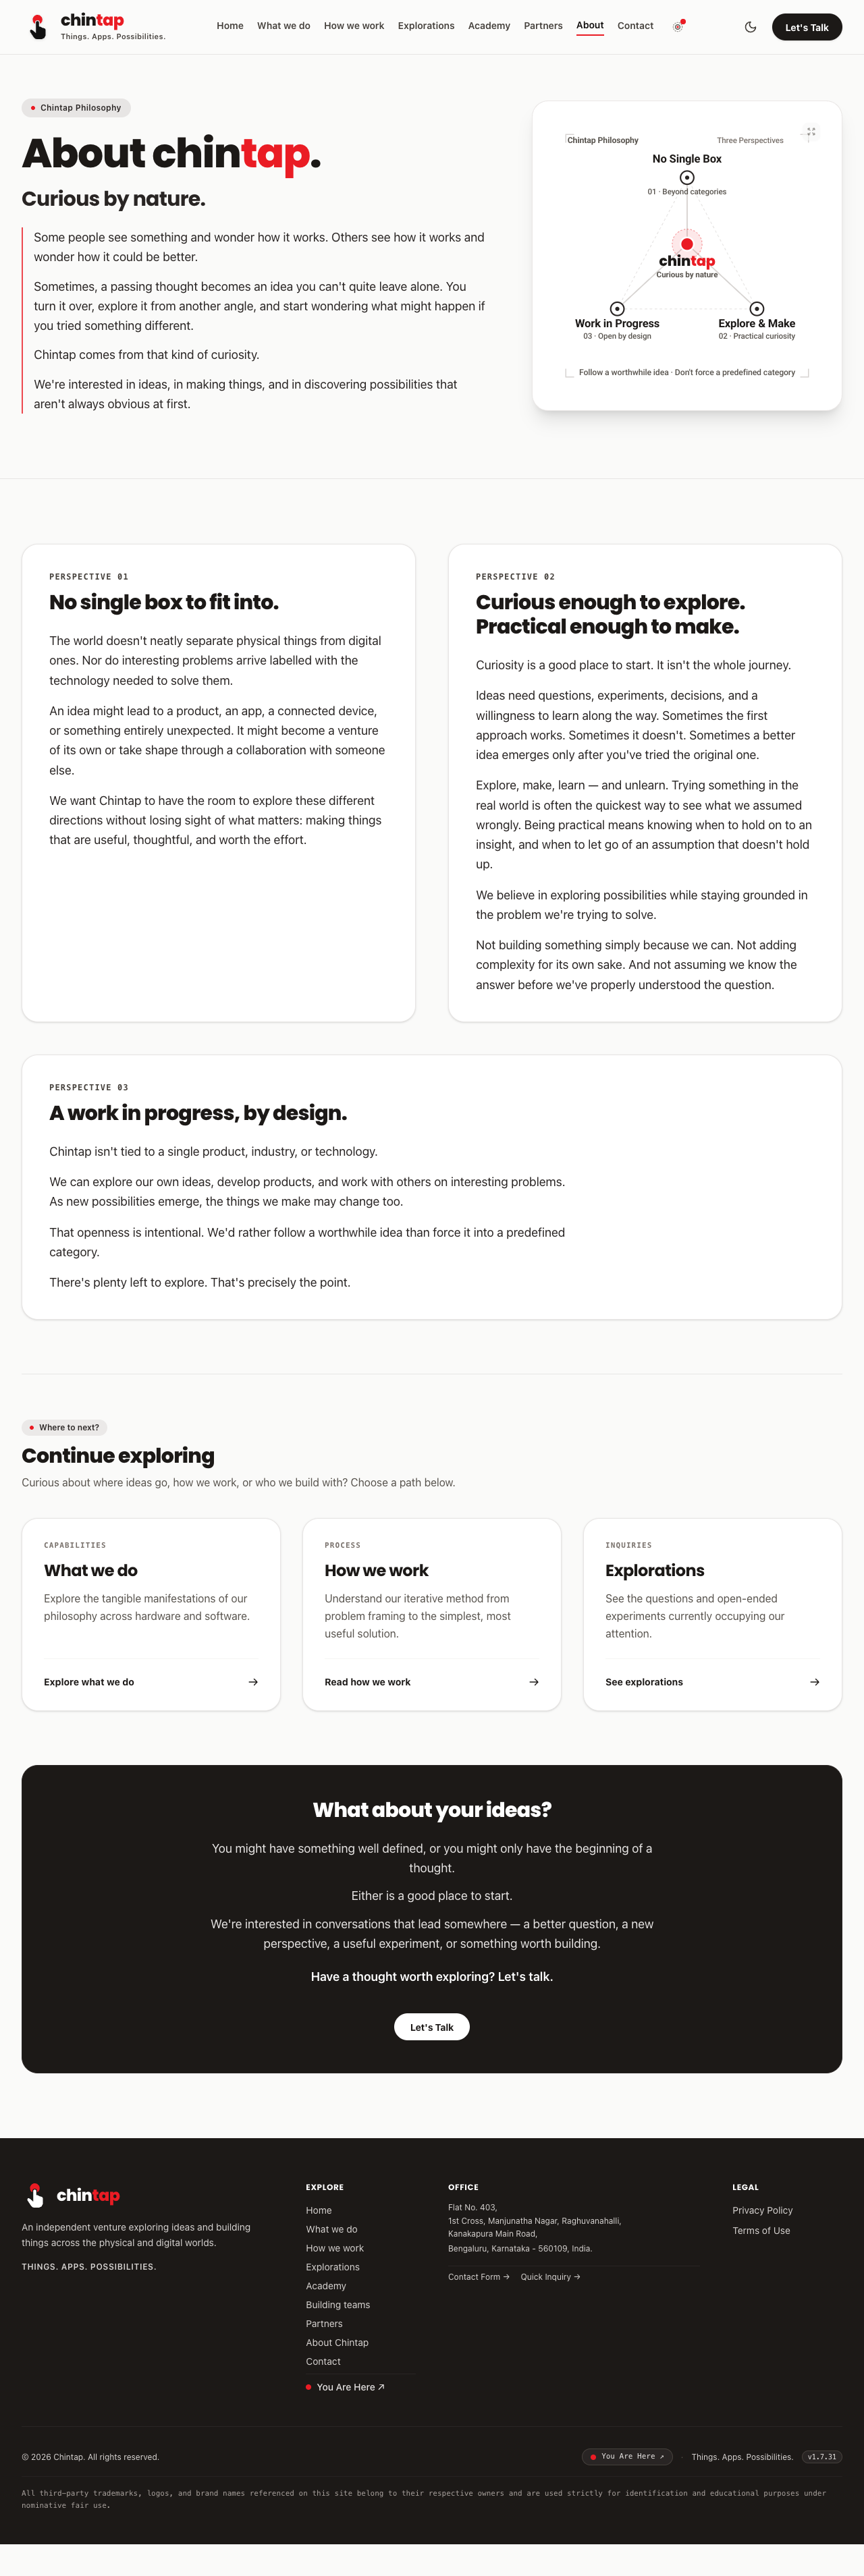 chintap
Things. Apps. Possibilities.
Home
What we do
How we work
Explorations
Academy
Partners
About
Contact
Let's Talk
Chintap Philosophy
About chintap.
Curious by nature.
Some people see something and wonder how it works. Others see how it works and
wonder how it could be better.
Sometimes, a passing thought becomes an idea you can't quite leave alone. You
turn it over, explore it from another angle, and start wondering what might happen if
you tried something different.
Chintap comes from that kind of curiosity.
We're interested in ideas, in making things, and in discovering possibilities that
aren't always obvious at first.
Chintap Philosophy
Three Perspectives
No Single Box
01 · Beyond categories
chintap
Curious by nature
Work in Progress
03 · Open by design
Explore & Make
02 · Practical curiosity
Follow a worthwhile idea · Don't force a predefined category
PERSPECTIVE 01
No single box to fit into.
The world doesn't neatly separate physical things from digital
ones. Nor do interesting problems arrive labelled with the
technology needed to solve them.
An idea might lead to a product, an app, a connected device,
or something entirely unexpected. It might become a venture
of its own or take shape through a collaboration with someone
else.
We want Chintap to have the room to explore these different
directions without losing sight of what matters: making things
that are useful, thoughtful, and worth the effort.
PERSPECTIVE 02
Curious enough to explore.
Practical enough to make.
Curiosity is a good place to start. It isn't the whole journey.
Ideas need questions, experiments, decisions, and a
willingness to learn along the way. Sometimes the first
approach works. Sometimes it doesn't. Sometimes a better
idea emerges only after you've tried the original one.
Explore, make, learn — and unlearn. Trying something in the
real world is often the quickest way to see what we assumed
wrongly. Being practical means knowing when to hold on to an
insight, and when to let go of an assumption that doesn't hold
up.
We believe in exploring possibilities while staying grounded in
the problem we're trying to solve.
Not building something simply because we can. Not adding
complexity for its own sake. And not assuming we know the
answer before we've properly understood the question.
PERSPECTIVE 03
A work in progress, by design.
Chintap isn't tied to a single product, industry, or technology.
We can explore our own ideas, develop products, and work with others on interesting problems.
As new possibilities emerge, the things we make may change too.
That openness is intentional. We'd rather follow a worthwhile idea than force it into a predefined
category.
There's plenty left to explore. That's precisely the point.
Where to next?
Continue exploring
Curious about where ideas go, how we work, or who we build with? Choose a path below.
CAPABILITIES
What we do
Explore the tangible manifestations of our
philosophy across hardware and software.
Explore what we do →
PROCESS
How we work
Understand our iterative method from
problem framing to the simplest, most
useful solution.
Read how we work →
INQUIRIES
Explorations
See the questions and open-ended
experiments currently occupying our
attention.
See explorations →
What about your ideas?
You might have something well defined, or you might only have the beginning of a
thought.
Either is a good place to start.
We're interested in conversations that lead somewhere — a better question, a new
perspective, a useful experiment, or something worth building.
Have a thought worth exploring? Let's talk.
Let's Talk
chintap
An independent venture exploring ideas and building
things across the physical and digital worlds.
THINGS. APPS. POSSIBILITIES.
EXPLORE
Home
What we do
How we work
Explorations
Academy
Building teams
Partners
About Chintap
Contact
You Are Here ↗
OFFICE
Flat No. 403,
1st Cross, Manjunatha Nagar, Raghuvanahalli,
Kanakapura Main Road,
Bengaluru, Karnataka - 560109, India.
Contact Form →
Quick Inquiry →
LEGAL
Privacy Policy
Terms of Use
© 2026 Chintap. All rights reserved.
You Are Here ↗
·
Things. Apps. Possibilities.
v1.7.31
All third-party trademarks, logos, and brand names referenced on this site belong to their respective owners and are used strictly for identification and educational purposes under
nominative fair use.